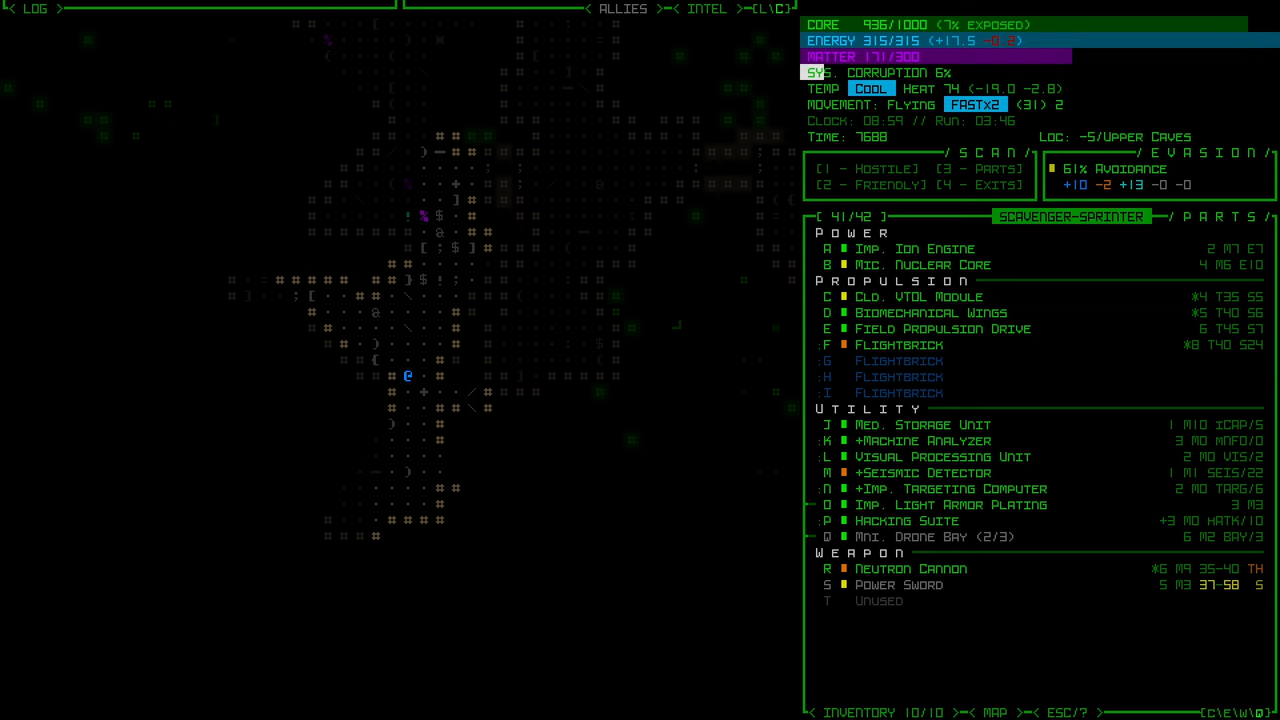 < LOG >
< ALLIES >─< INTEL >─[L\C]
CORE 936/1000 (7% EXPOSED)
ENERGY 315/315 (+17.5 -0.2)
MATTER 171/300
SYS. CORRUPTION 6%
TEMP COOL HEAT 74 (-19.0 -2.8)
MOVEMENT: FLYING FASTx2 (31) 2
CLOCK: 08:59 // RUN: 03:46
TIME: 7688 LOC: -5/UPPER CAVES
/ S C A N / / E V A S I O N /
[1 - HOSTILE] [3 - PARTS]
[2 - FRIENDLY] [4 - EXITS]
61% AVOIDANCE
+10 -2 +13 -0 -0
[ 41/42 ] SCAVENGER-SPRINTER / P A R T S /
POWER
A IMP. ION ENGINE 2 M7 E7
B MIC. NUCLEAR CORE 4 M6 E10
PROPULSION
C CLD. VTOL MODULE *4 T35 S5
D BIOMECHANICAL WINGS *5 T40 S6
E FIELD PROPULSION DRIVE 6 T45 S7
:F FLIGHTBRICK *8 T40 S24
:G FLIGHTBRICK
:H FLIGHTBRICK
:I FLIGHTBRICK
UTILITY
J MED. STORAGE UNIT 1 M10 ICAP/5
:K +MACHINE ANALYZER 3 M0 MNFO/0
:L VISUAL PROCESSING UNIT 2 M0 VIS/2
M +SEISMIC DETECTOR 1 M1 SEIS/22
:N +IMP. TARGETING COMPUTER 2 M0 TARG/6
O IMP. LIGHT ARMOR PLATING 3 M3
:P HACKING SUITE +3 M0 HATK/10
Q MNI. DRONE BAY (2/3) 6 M2 BAY/3
WEAPON
R NEUTRON CANNON *6 M9 35-40 TH
S POWER SWORD 5 M3 37-58 S
T UNUSED
< INVENTORY 10/10 >─< MAP >─< ESC/? > [C\E\W\Q]